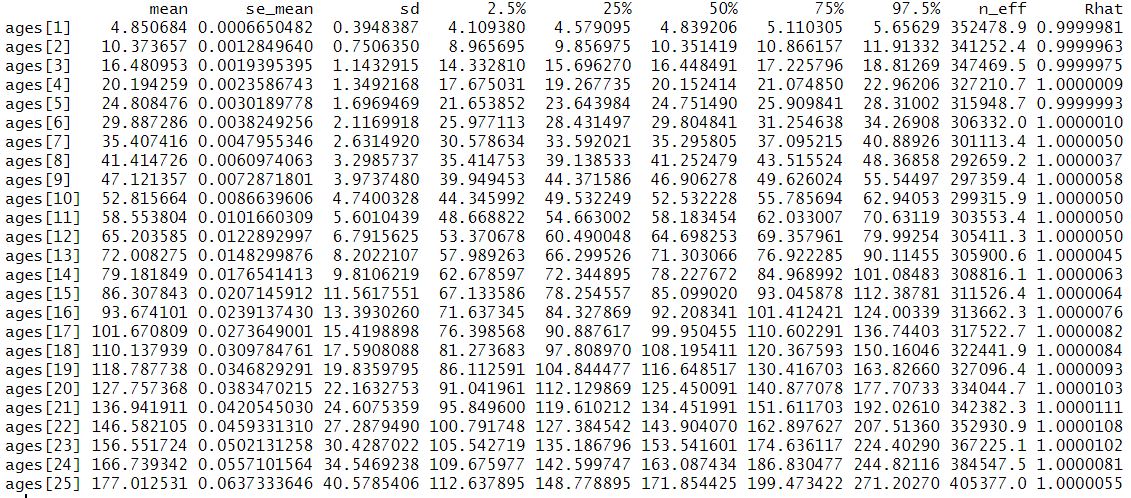 mean se_mean sd 2.5% 25% 50% 75% 97.5% n_eff Rhat
ages[1] 4.850684 0.0006650482 0.3948387 4.109380 4.579095 4.839206 5.110305 5.65629 352478.9 0.9999981
ages[2] 10.373657 0.0012849640 0.7506350 8.965695 9.856975 10.351419 10.866157 11.91332 341252.4 0.9999963
ages[3] 16.480953 0.0019395395 1.1432915 14.332810 15.696270 16.448491 17.225796 18.81269 347469.5 0.9999975
ages[4] 20.194259 0.0023586743 1.3492168 17.675031 19.267735 20.152414 21.074850 22.96206 327210.7 1.0000009
ages[5] 24.808476 0.0030189778 1.6969469 21.653852 23.643984 24.751490 25.909841 28.31002 315948.7 0.9999993
ages[6] 29.887286 0.0038249256 2.1169918 25.977113 28.431497 29.804841 31.254638 34.26908 306332.0 1.0000010
ages[7] 35.407416 0.0047955346 2.6314920 30.578634 33.592021 35.295805 37.095215 40.88926 301113.4 1.0000050
ages[8] 41.414726 0.0060974063 3.2985737 35.414753 39.138533 41.252479 43.515524 48.36858 292659.2 1.0000037
ages[9] 47.121357 0.0072871801 3.9737480 39.949453 44.371586 46.906278 49.626024 55.54497 297359.4 1.0000058
ages[10] 52.815664 0.0086639606 4.7400328 44.345992 49.532249 52.532228 55.785694 62.94053 299315.9 1.0000050
ages[11] 58.553804 0.0101660309 5.6010439 48.668822 54.663002 58.183454 62.033007 70.63119 303553.4 1.0000050
ages[12] 65.203585 0.0122892997 6.7915625 53.370678 60.490048 64.698253 69.357961 79.99254 305411.3 1.0000050
ages[13] 72.008275 0.0148299876 8.2022107 57.989263 66.299526 71.303066 76.922285 90.11455 305900.6 1.0000045
ages[14] 79.181849 0.0176541413 9.8106219 62.678597 72.344895 78.227672 84.968992 101.08483 308816.1 1.0000063
ages[15] 86.307843 0.0207145912 11.5617551 67.133586 78.254557 85.099020 93.045878 112.38781 311526.4 1.0000064
ages[16] 93.674101 0.0239137430 13.3930260 71.637345 84.327869 92.208341 101.412421 124.00339 313662.3 1.0000076
ages[17] 101.670809 0.0273649001 15.4198898 76.398568 90.887617 99.950455 110.602291 136.74403 317522.7 1.0000082
ages[18] 110.137939 0.0309784761 17.5908088 81.273683 97.808970 108.195411 120.367593 150.16046 322441.9 1.0000084
ages[19] 118.787738 0.0346829291 19.8359795 86.112591 104.844477 116.648517 130.416703 163.82660 327096.4 1.0000093
ages[20] 127.757368 0.0383470215 22.1632753 91.041961 112.129869 125.450091 140.877078 177.70733 334044.7 1.0000103
ages[21] 136.941911 0.0420545030 24.6075359 95.849600 119.610212 134.451991 151.611703 192.02610 342382.3 1.0000111
ages[22] 146.582105 0.0459331310 27.2879490 100.791748 127.384542 143.904070 162.897627 207.51360 352930.9 1.0000108
ages[23] 156.551724 0.0502131258 30.4287022 105.542719 135.186796 153.541601 174.636117 224.40290 367225.1 1.0000102
ages[24] 166.739342 0.0557101564 34.5469238 109.675977 142.599747 163.087434 186.830477 244.82116 384547.5 1.0000081
ages[25] 177.012531 0.0637333646 40.5785406 112.637895 148.778895 171.854425 199.473422 271.20270 405377.0 1.0000055